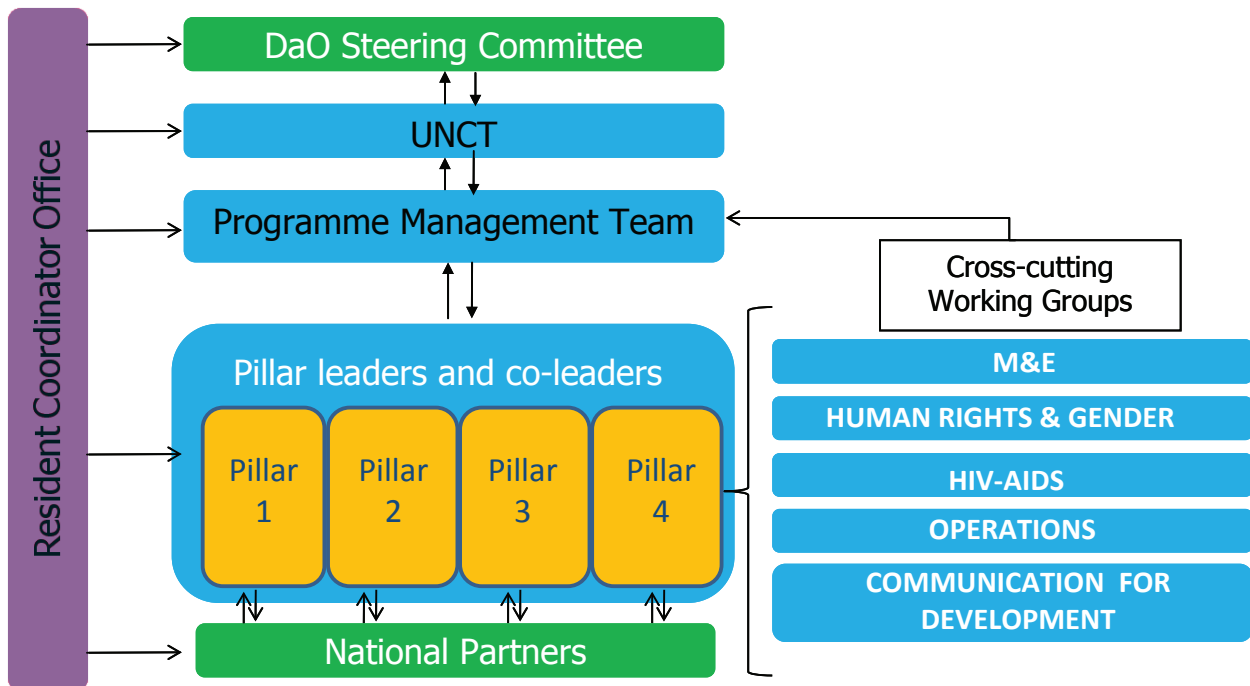 Resident Coordinator Office
DaO Steering Committee
UNCT
Programme Management Team
Cross-cutting
Working Groups
Pillar leaders and co-leaders
Pillar
1
Pillar
2
Pillar
3
Pillar
4
M&E
HUMAN RIGHTS & GENDER
HIV-AIDS
OPERATIONS
COMMUNICATION FOR
DEVELOPMENT
National Partners